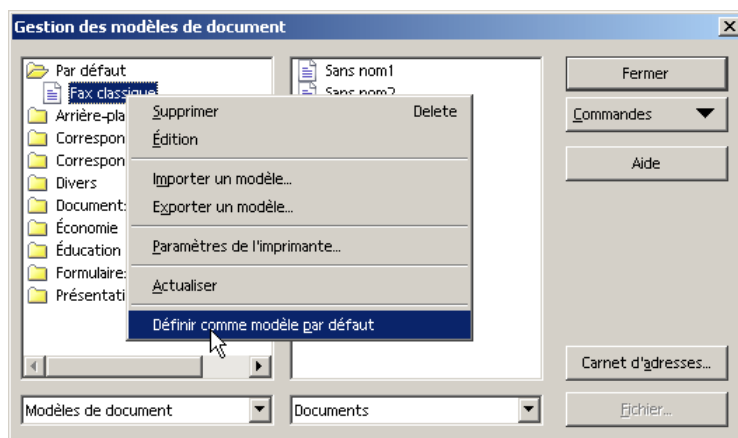 Gestion des modèles de document
Par défaut
Fax classique
Arrière-pla
Correspon
Correspon
Divers
Document
Économie
Éducation
Formulaire
Présentati
Sans nom1
Sans nom2
Supprimer Delete
Édition
Importer un modèle...
Exporter un modèle...
Paramètres de l'imprimante...
Actualiser
Définir comme modèle par défaut
Fermer
Commandes
Aide
Carnet d'adresses...
Modèles de document
Documents
Fichier...